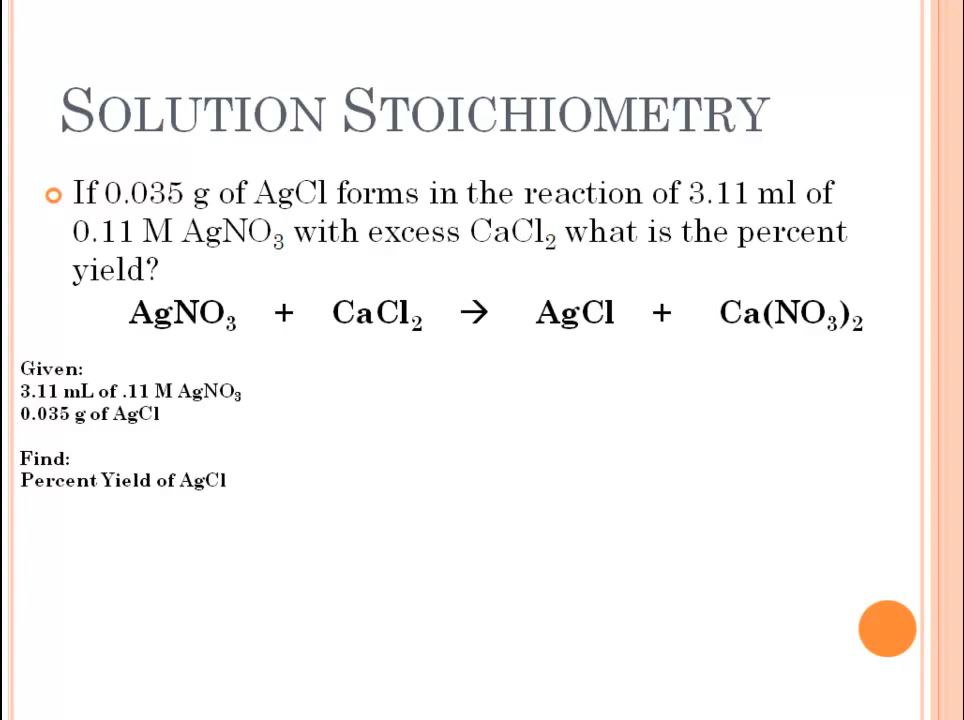 SOLUTION STOICHIOMETRY
If 0.035 g of AgCl forms in the reaction of 3.11 ml of
0.11 M AgNO₃ with excess CaCl₂ what is the percent
yield?
AgNO₃ + CaCl₂ → AgCl + Ca(NO₃)₂
Given:
3.11 mL of .11 M AgNO₃
0.035 g of AgCl
Find:
Percent Yield of AgCl